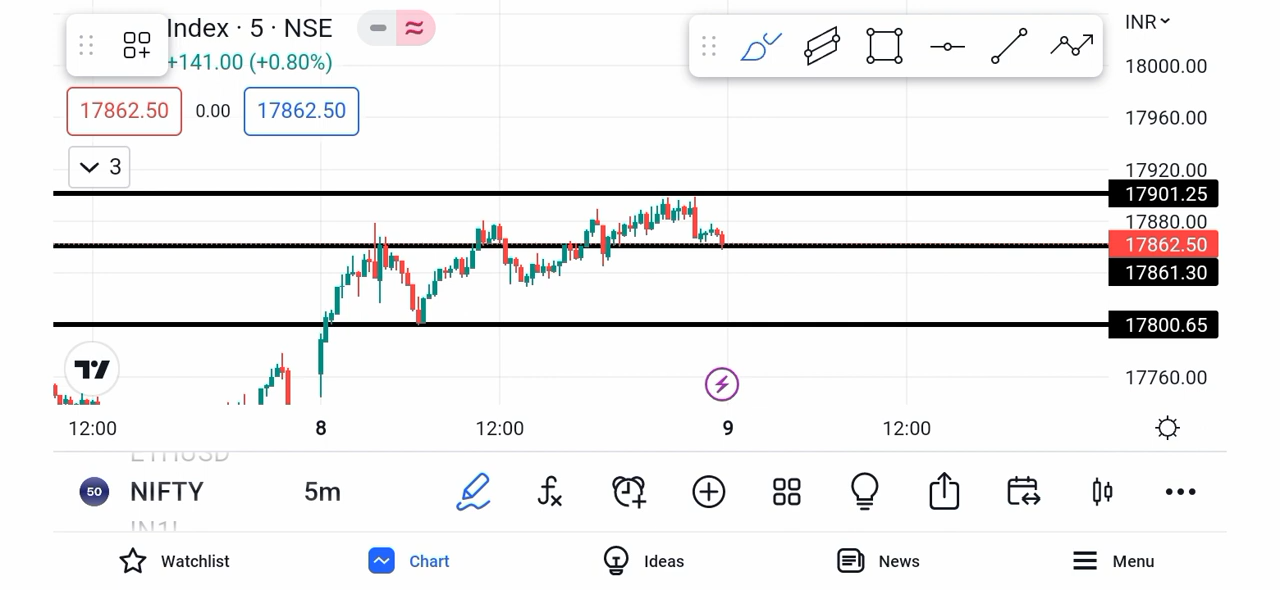 Index · 5 · NSE
INR
+141.00 (+0.80%)
18000.00
17862.50 0.00 17862.50
17960.00
3
17920.00
17901.25
17880.00
17862.50
17861.30
17800.65
17760.00
12:00 8 12:00 9 12:00
ETHUSD
50 NIFTY 5m
Watchlist Chart Ideas News Menu